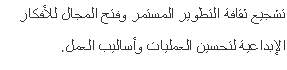 تشجيع ثقافة التطوير المستمر وفتح المجال للأفكار
الإبداعية لتحسين العمليات وأساليب العمل.